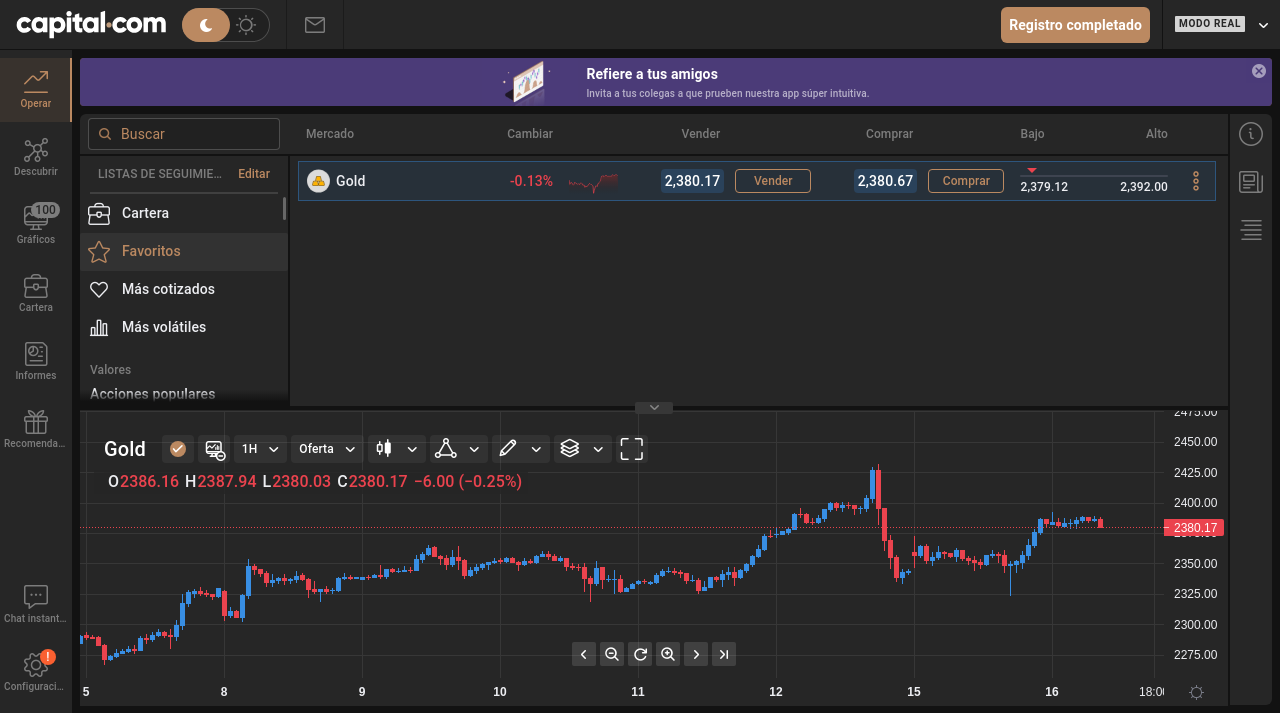 capital.com
Registro completado
MODO REAL
Refiere a tus amigos
Invita a tus colegas a que prueben nuestra app súper intuitiva.
Operar
Descubrir
100
Gráficos
Cartera
Informes
Recomenda...
Chat instant...
!
Configuraci...
Buscar
LISTAS DE SEGUIMIE...
Editar
Cartera
Favoritos
Más cotizados
Más volátiles
Valores
Acciones populares
Mercado Cambiar Vender Comprar Bajo Alto
Gold -0.13% 2,380.17 Vender 2,380.67 Comprar 2,379.12 2,392.00
Gold 1H Oferta
O2386.16 H2387.94 L2380.03 C2380.17 −6.00 (−0.25%)
2475.00
2450.00
2425.00
2400.00
2380.17
2375.00
2350.00
2325.00
2300.00
2275.00
5 8 9 10 11 12 15 16 18:00